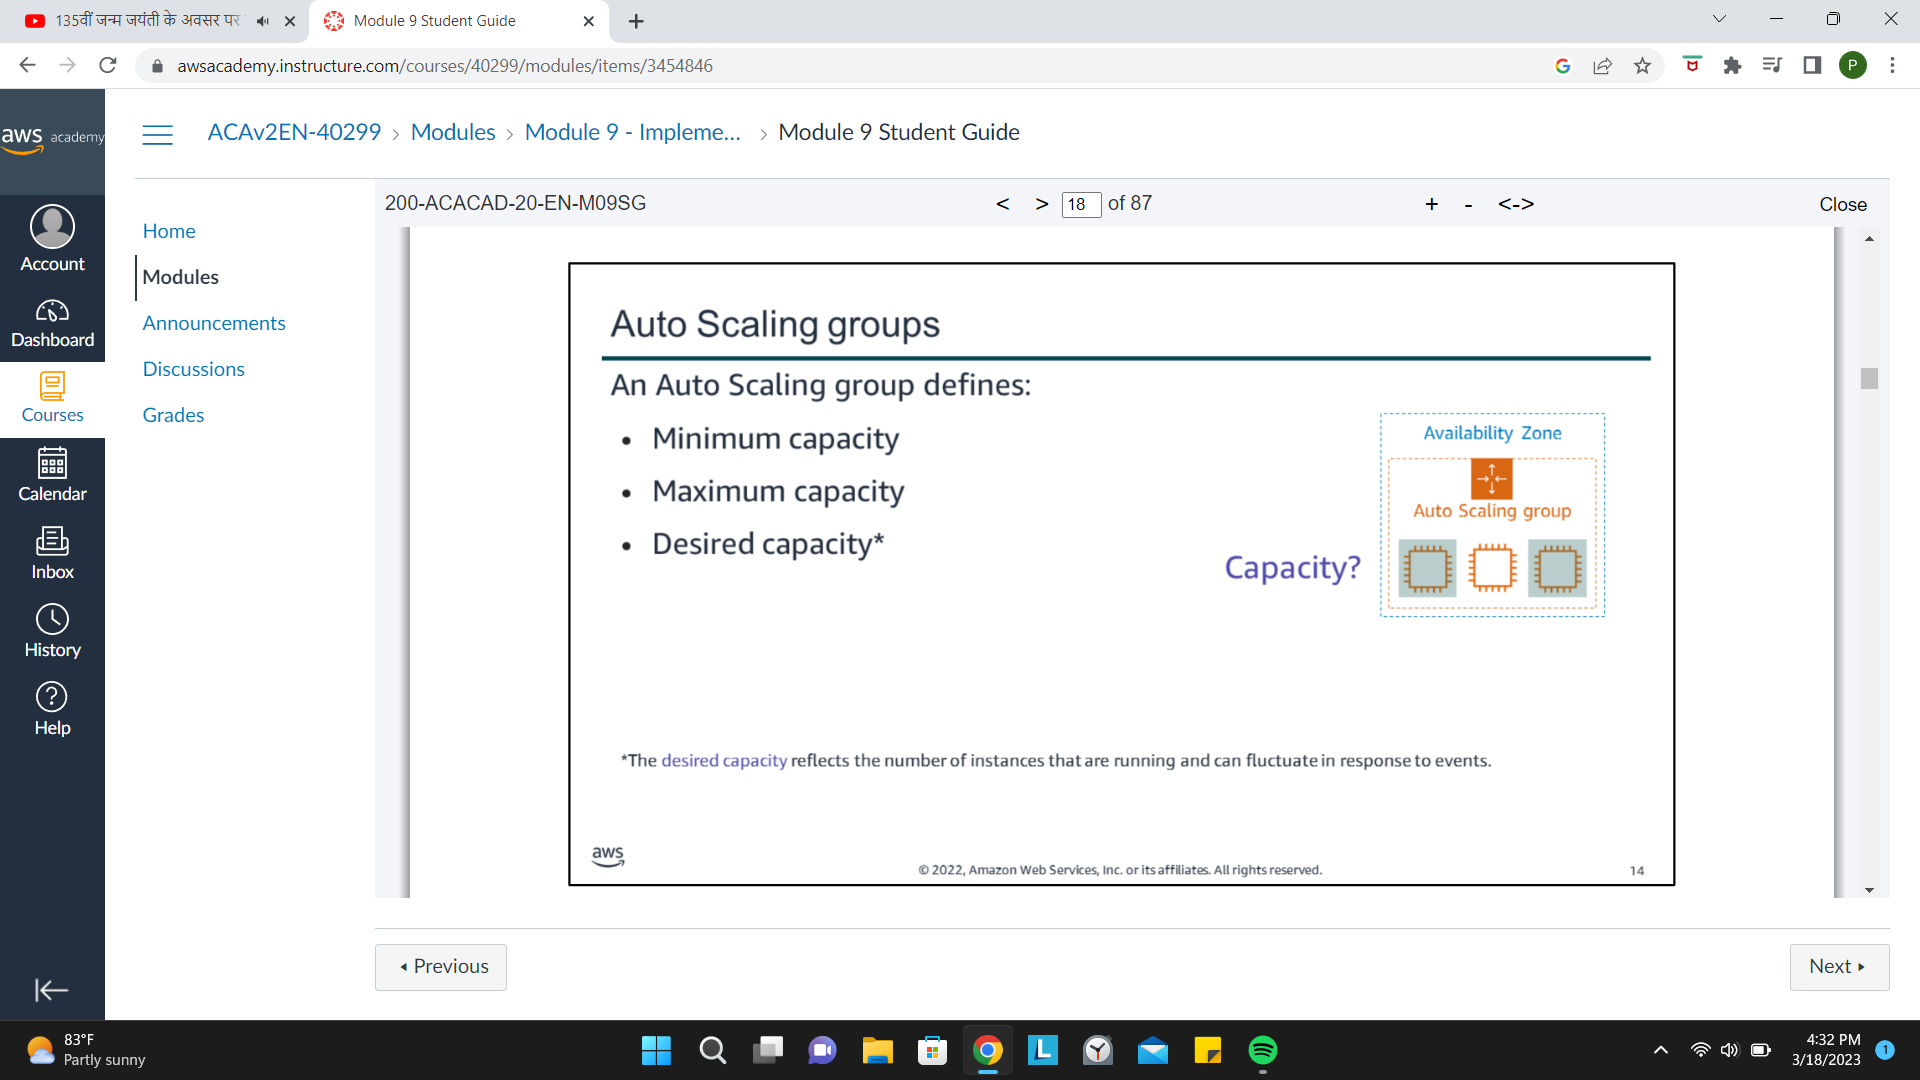 135वीं जन्म जयंती के अवसर पर
Module 9 Student Guide
awsacademy.instructure.com/courses/40299/modules/items/3454846
P
aws academy
ACAv2EN-40299 > Modules > Module 9 - Impleme... > Module 9 Student Guide
Account
Dashboard
Courses
Calendar
Inbox
History
Help
Home
Modules
Announcements
Discussions
Grades
200-ACACAD-20-EN-M09SG
< > 18 of 87
+ - <->
Close
Auto Scaling groups
An Auto Scaling group defines:
• Minimum capacity
• Maximum capacity
• Desired capacity*
Capacity?
Availability Zone
Auto Scaling group
*The desired capacity reflects the number of instances that are running and can fluctuate in response to events.
aws
© 2022, Amazon Web Services, Inc. or its affiliates. All rights reserved.
14
Previous
Next
83°F
Partly sunny
L
4:32 PM
3/18/2023
1